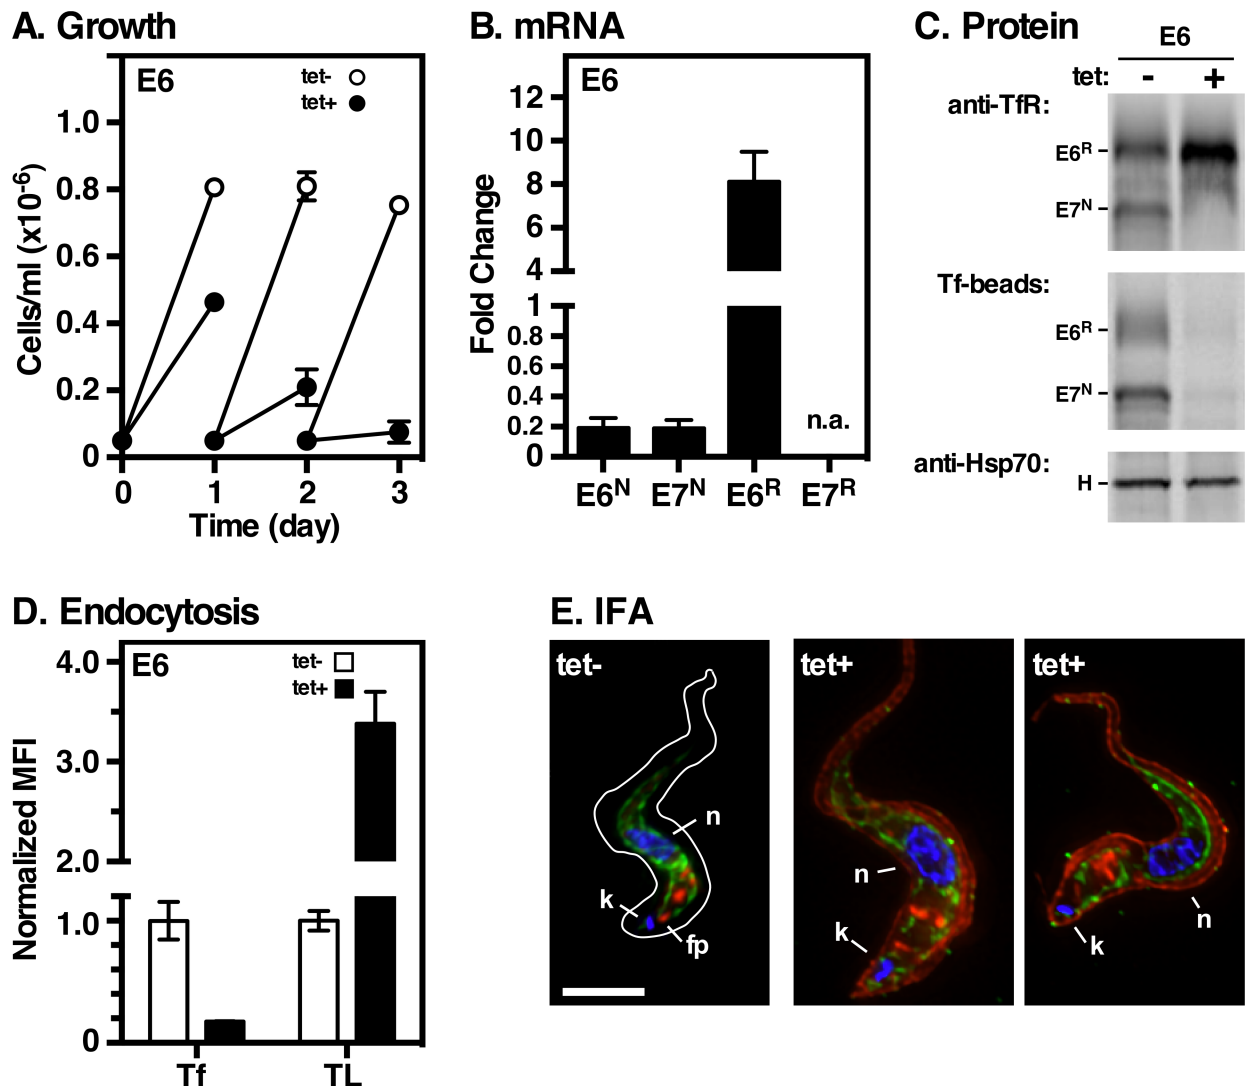 A. Growth
E6
tet-
tet+
1.0
0.8
0.6
0.4
0.2
0
Cells/ml (x10-6)
0 1 2 3
Time (day)
B. mRNA
E6
12
10
8
6
4
1
0.8
0.6
0.4
0.2
0
Fold Change
n.a.
E6N E7N E6R E7R
C. Protein
E6
tet: - +
anti-TfR:
E6R
E7N
Tf-beads:
E6R
E7N
anti-Hsp70:
H
D. Endocytosis
E6
tet-
tet+
4.0
3.0
2.0
1.0
0
Normalized MFI
Tf TL
E. IFA
tet-
n
k
fp
tet+
n
k
tet+
n
k